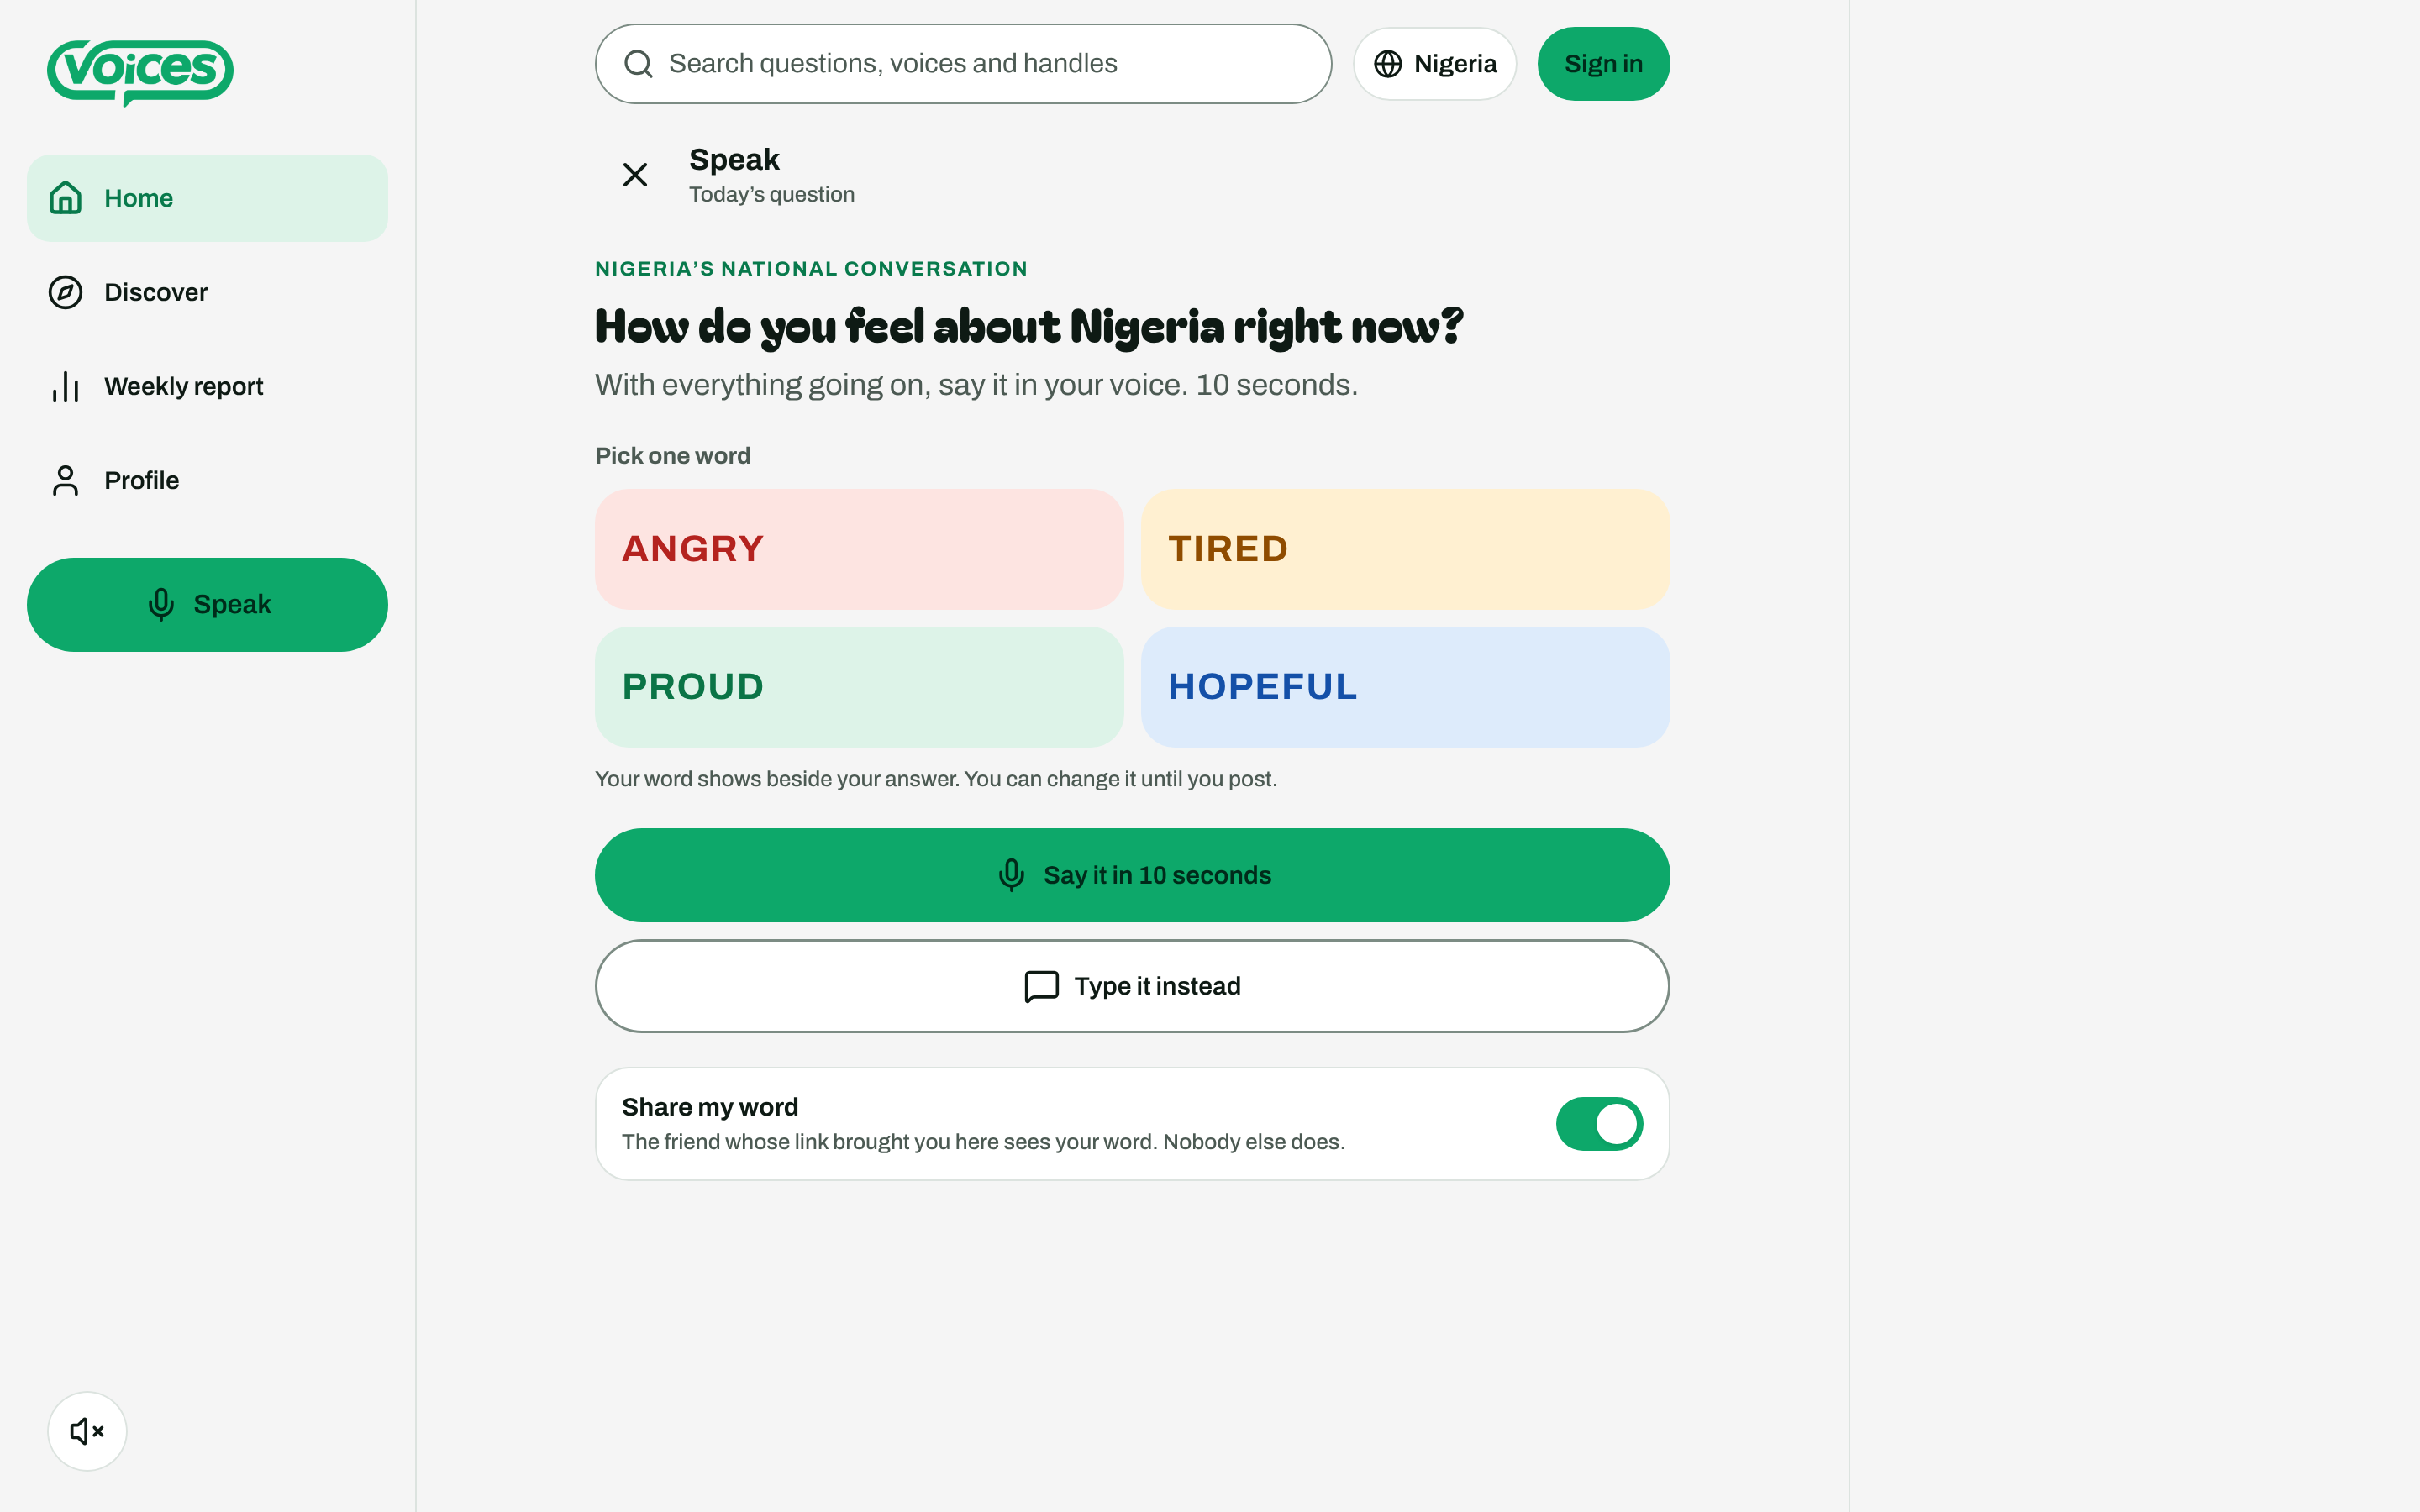 voices
Search questions, voices and handles
Nigeria
Sign in
Home
Discover
Weekly report
Profile
Speak
Speak
Today’s question
NIGERIA’S NATIONAL CONVERSATION
How do you feel about Nigeria right now?
With everything going on, say it in your voice. 10 seconds.
Pick one word
ANGRY
TIRED
PROUD
HOPEFUL
Your word shows beside your answer. You can change it until you post.
Say it in 10 seconds
Type it instead
Share my word
The friend whose link brought you here sees your word. Nobody else does.